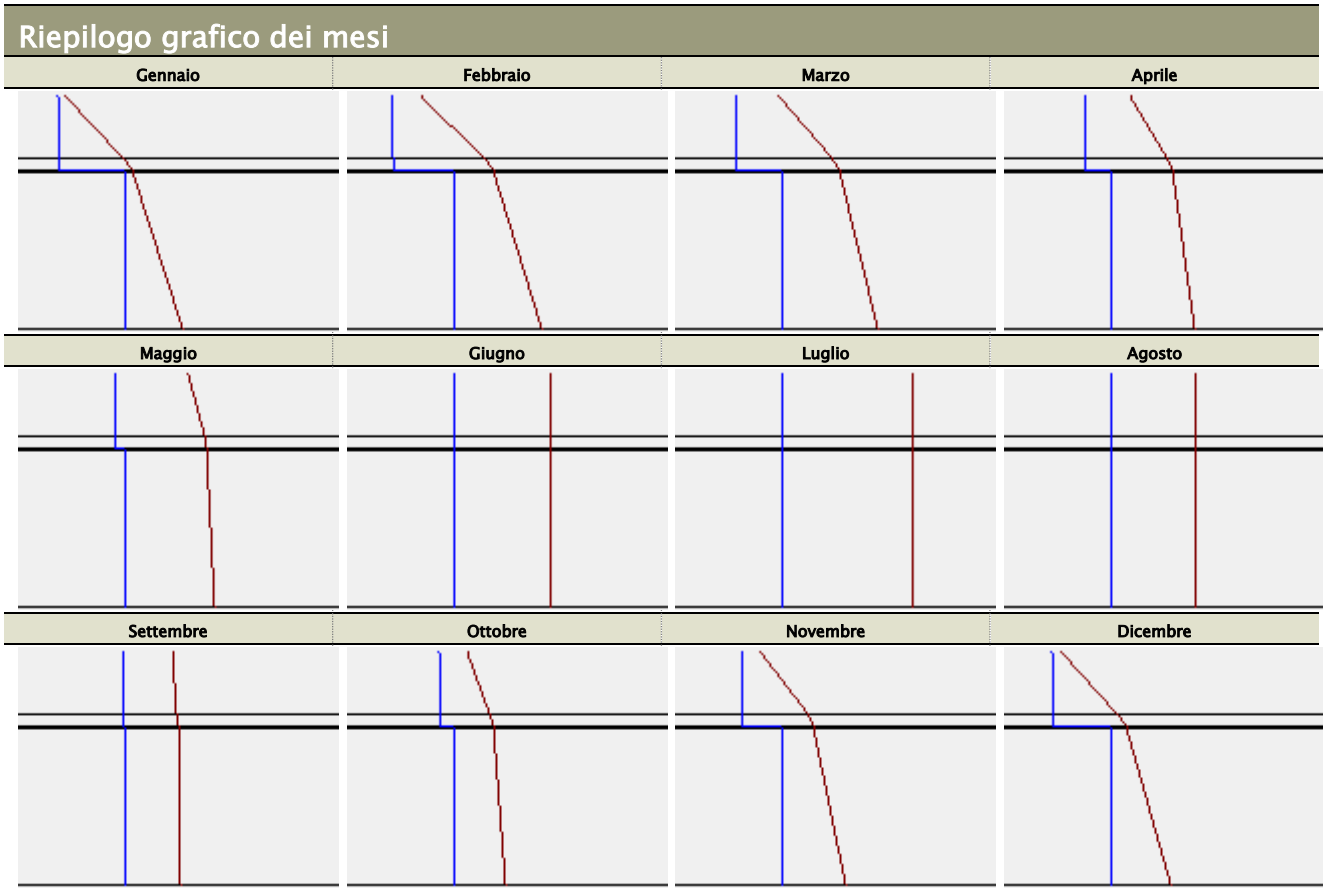 Riepilogo grafico dei mesi
Gennaio Febbraio Marzo Aprile
Maggio Giugno Luglio Agosto
Settembre Ottobre Novembre Dicembre